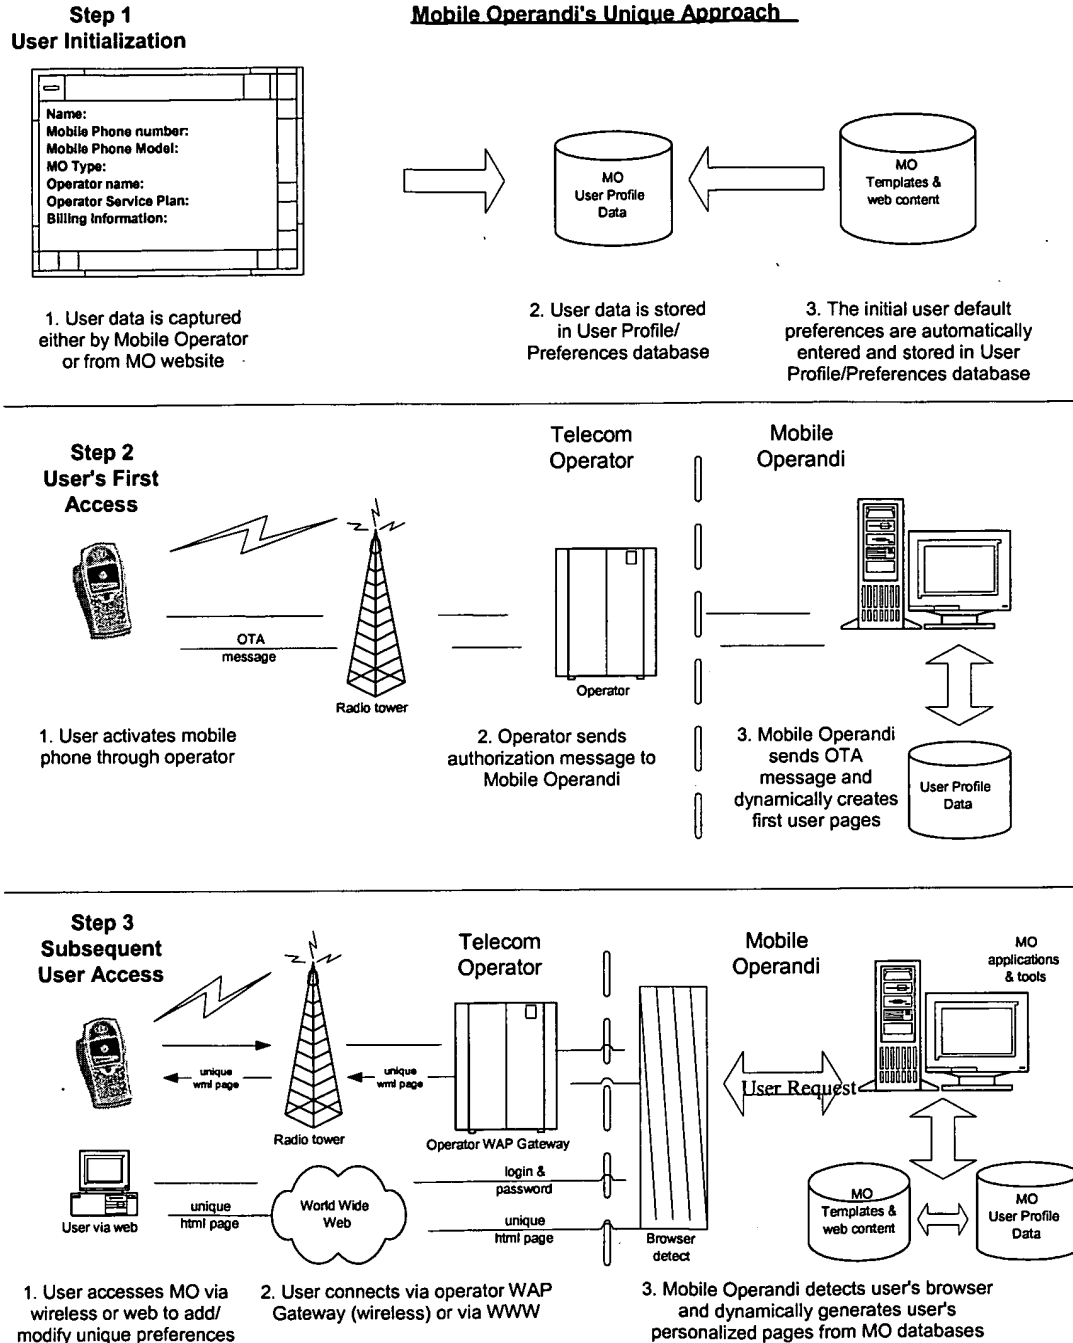 Step 1
User Initialization
Mobile Operandi's Unique Approach
Name:
Mobile Phone number:
Mobile Phone Model:
MO Type:
Operator name:
Operator Service Plan:
Billing Information:
MO
User Profile
Data
MO
Templates &
web content
1. User data is captured
either by Mobile Operator
or from MO website
2. User data is stored
in User Profile/
Preferences database
3. The initial user default
preferences are automatically
entered and stored in User
Profile/Preferences database
Step 2
User's First
Access
Telecom
Operator
Mobile
Operandi
OTA
message
Radio tower
Operator
1. User activates mobile
phone through operator
2. Operator sends
authorization message to
Mobile Operandi
3. Mobile Operandi
sends OTA
message and
dynamically creates
first user pages
User Profile
Data
Step 3
Subsequent
User Access
Telecom
Operator
Mobile
Operandi
MO
applications
& tools
unique
wml page
unique
wml page
User Request
Radio tower
Operator WAP Gateway
login &
password
User via web
unique
html page
World Wide
Web
unique
html page
Browser
detect
MO
Templates &
web content
MO
User Profile
Data
1. User accesses MO via
wireless or web to add/
modify unique preferences
2. User connects via operator WAP
Gateway (wireless) or via WWW
3. Mobile Operandi detects user's browser
and dynamically generates user's
personalized pages from MO databases